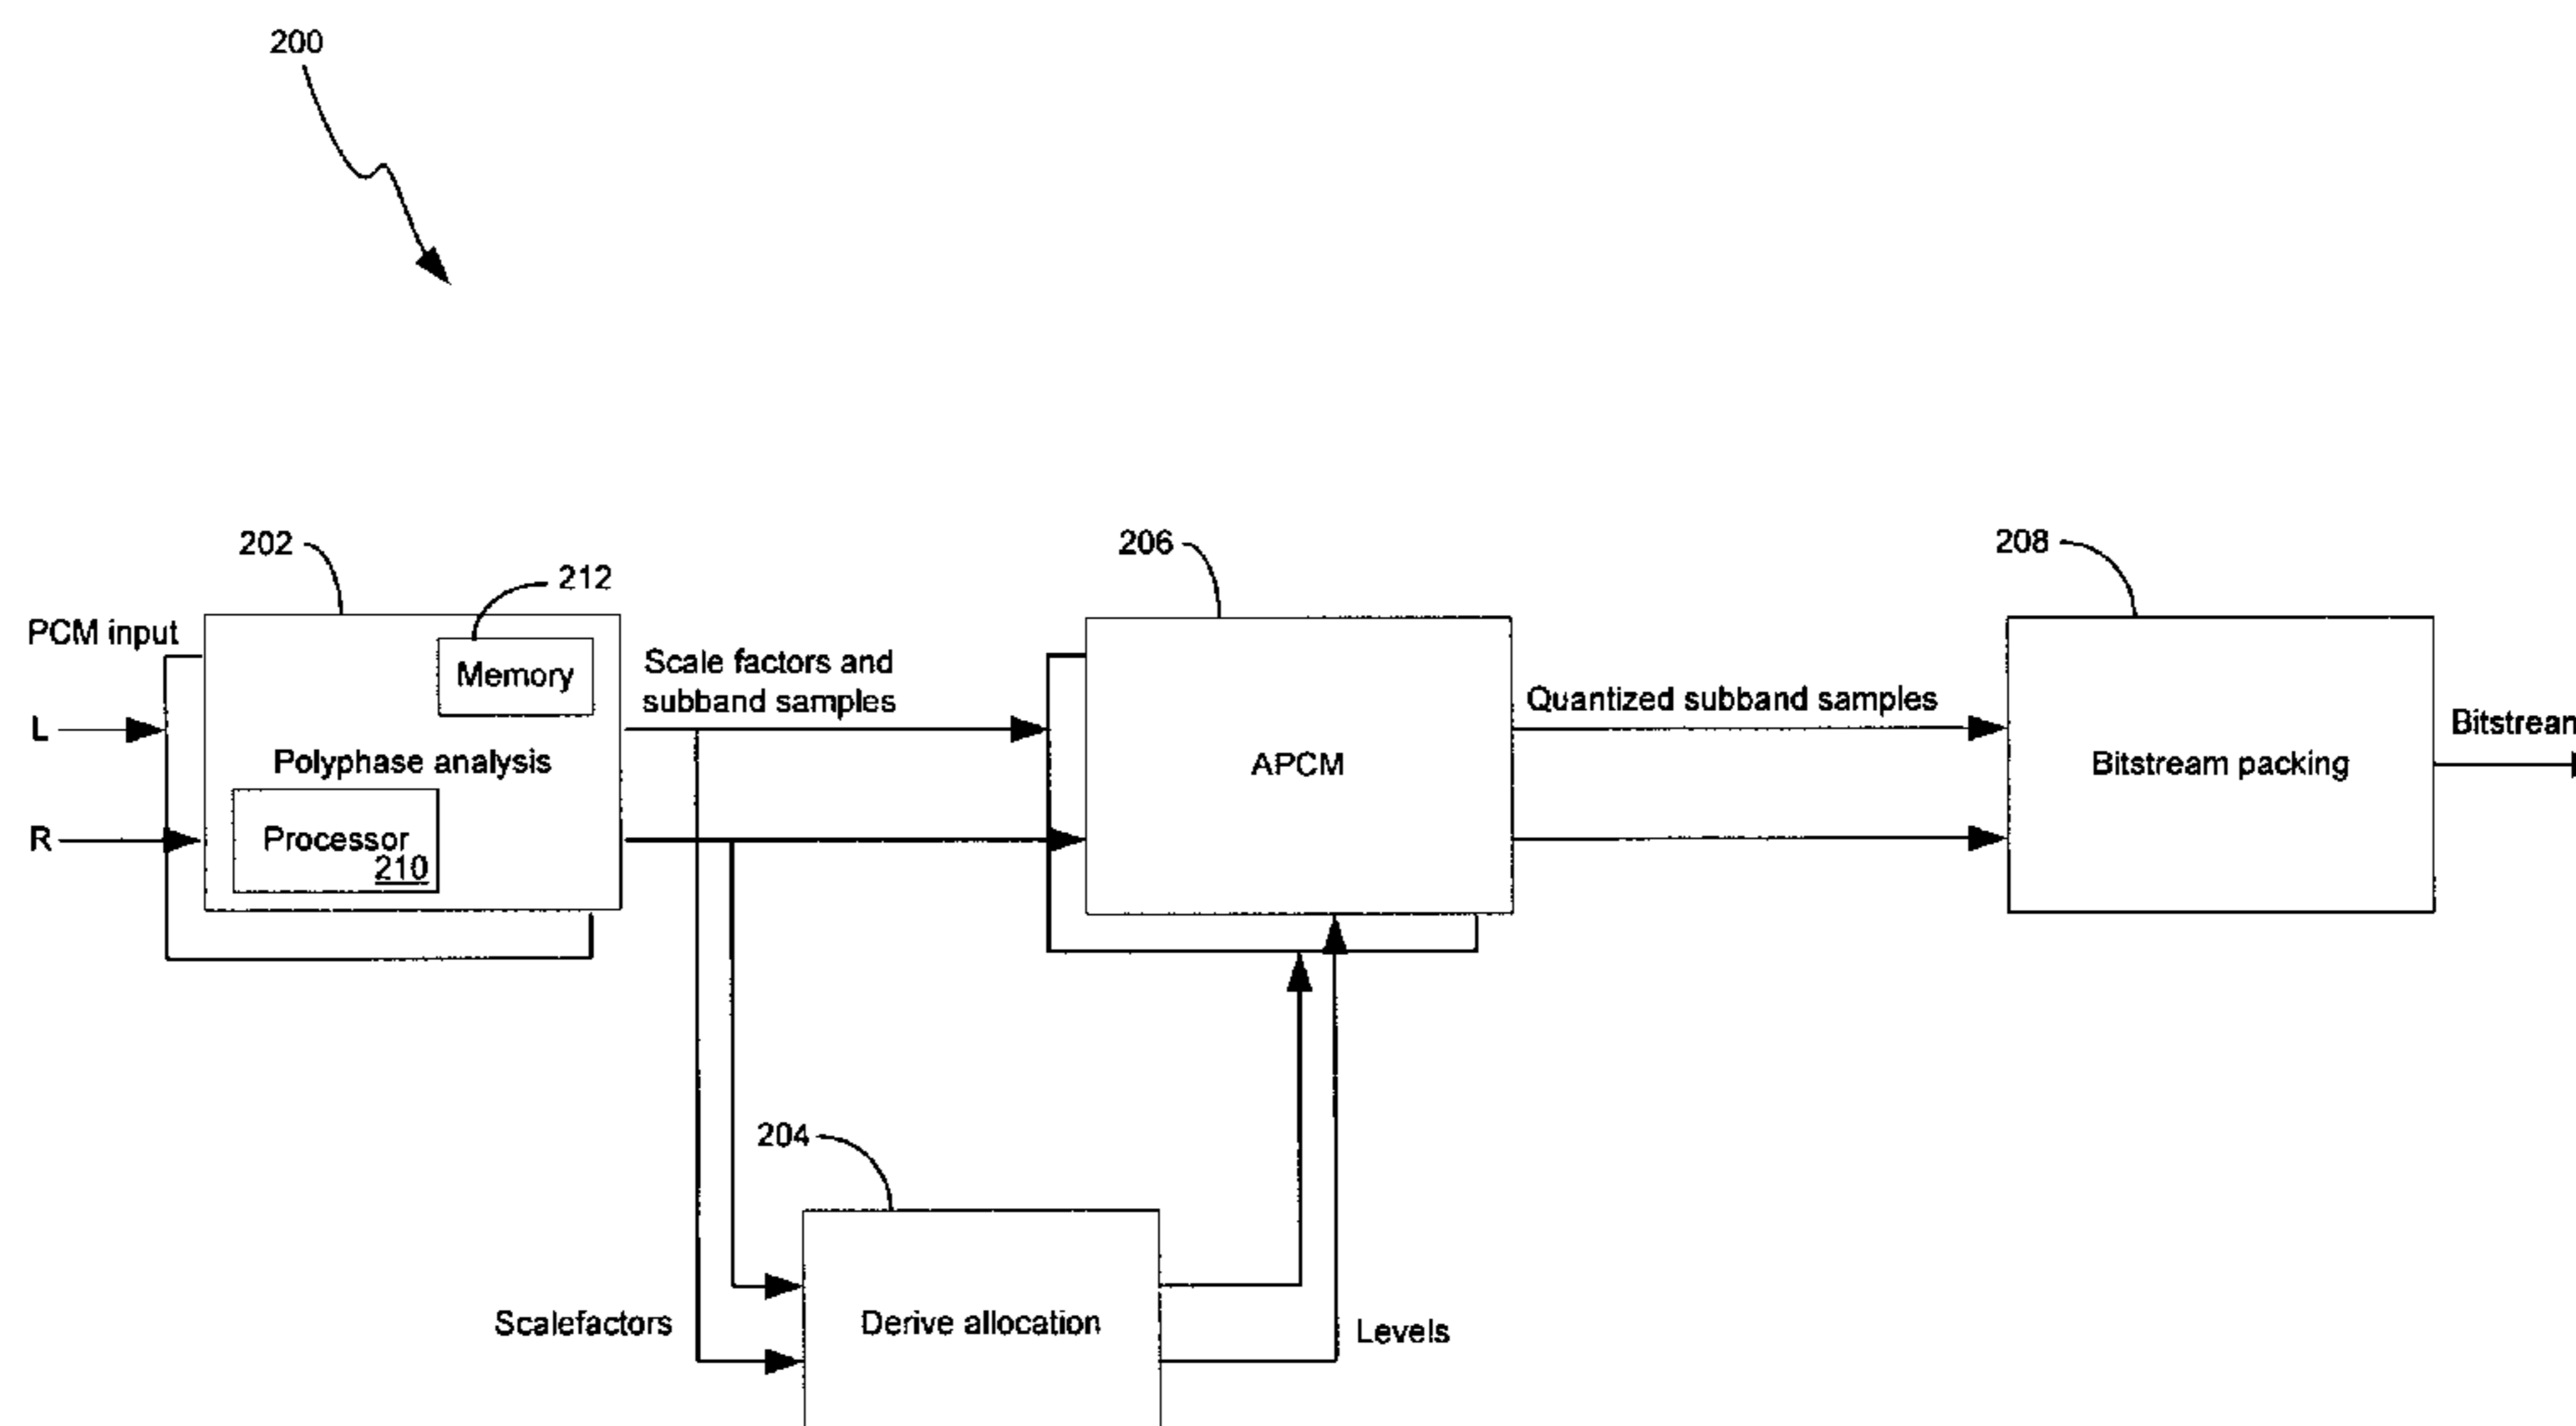 200
202
212
206
208
PCM input
Memory
Scale factors and
subband samples
Quantized subband samples
L
Polyphase analysis
APCM
Bitstream packing
R
Processor
210
204
Scalefactors
Derive allocation
Levels